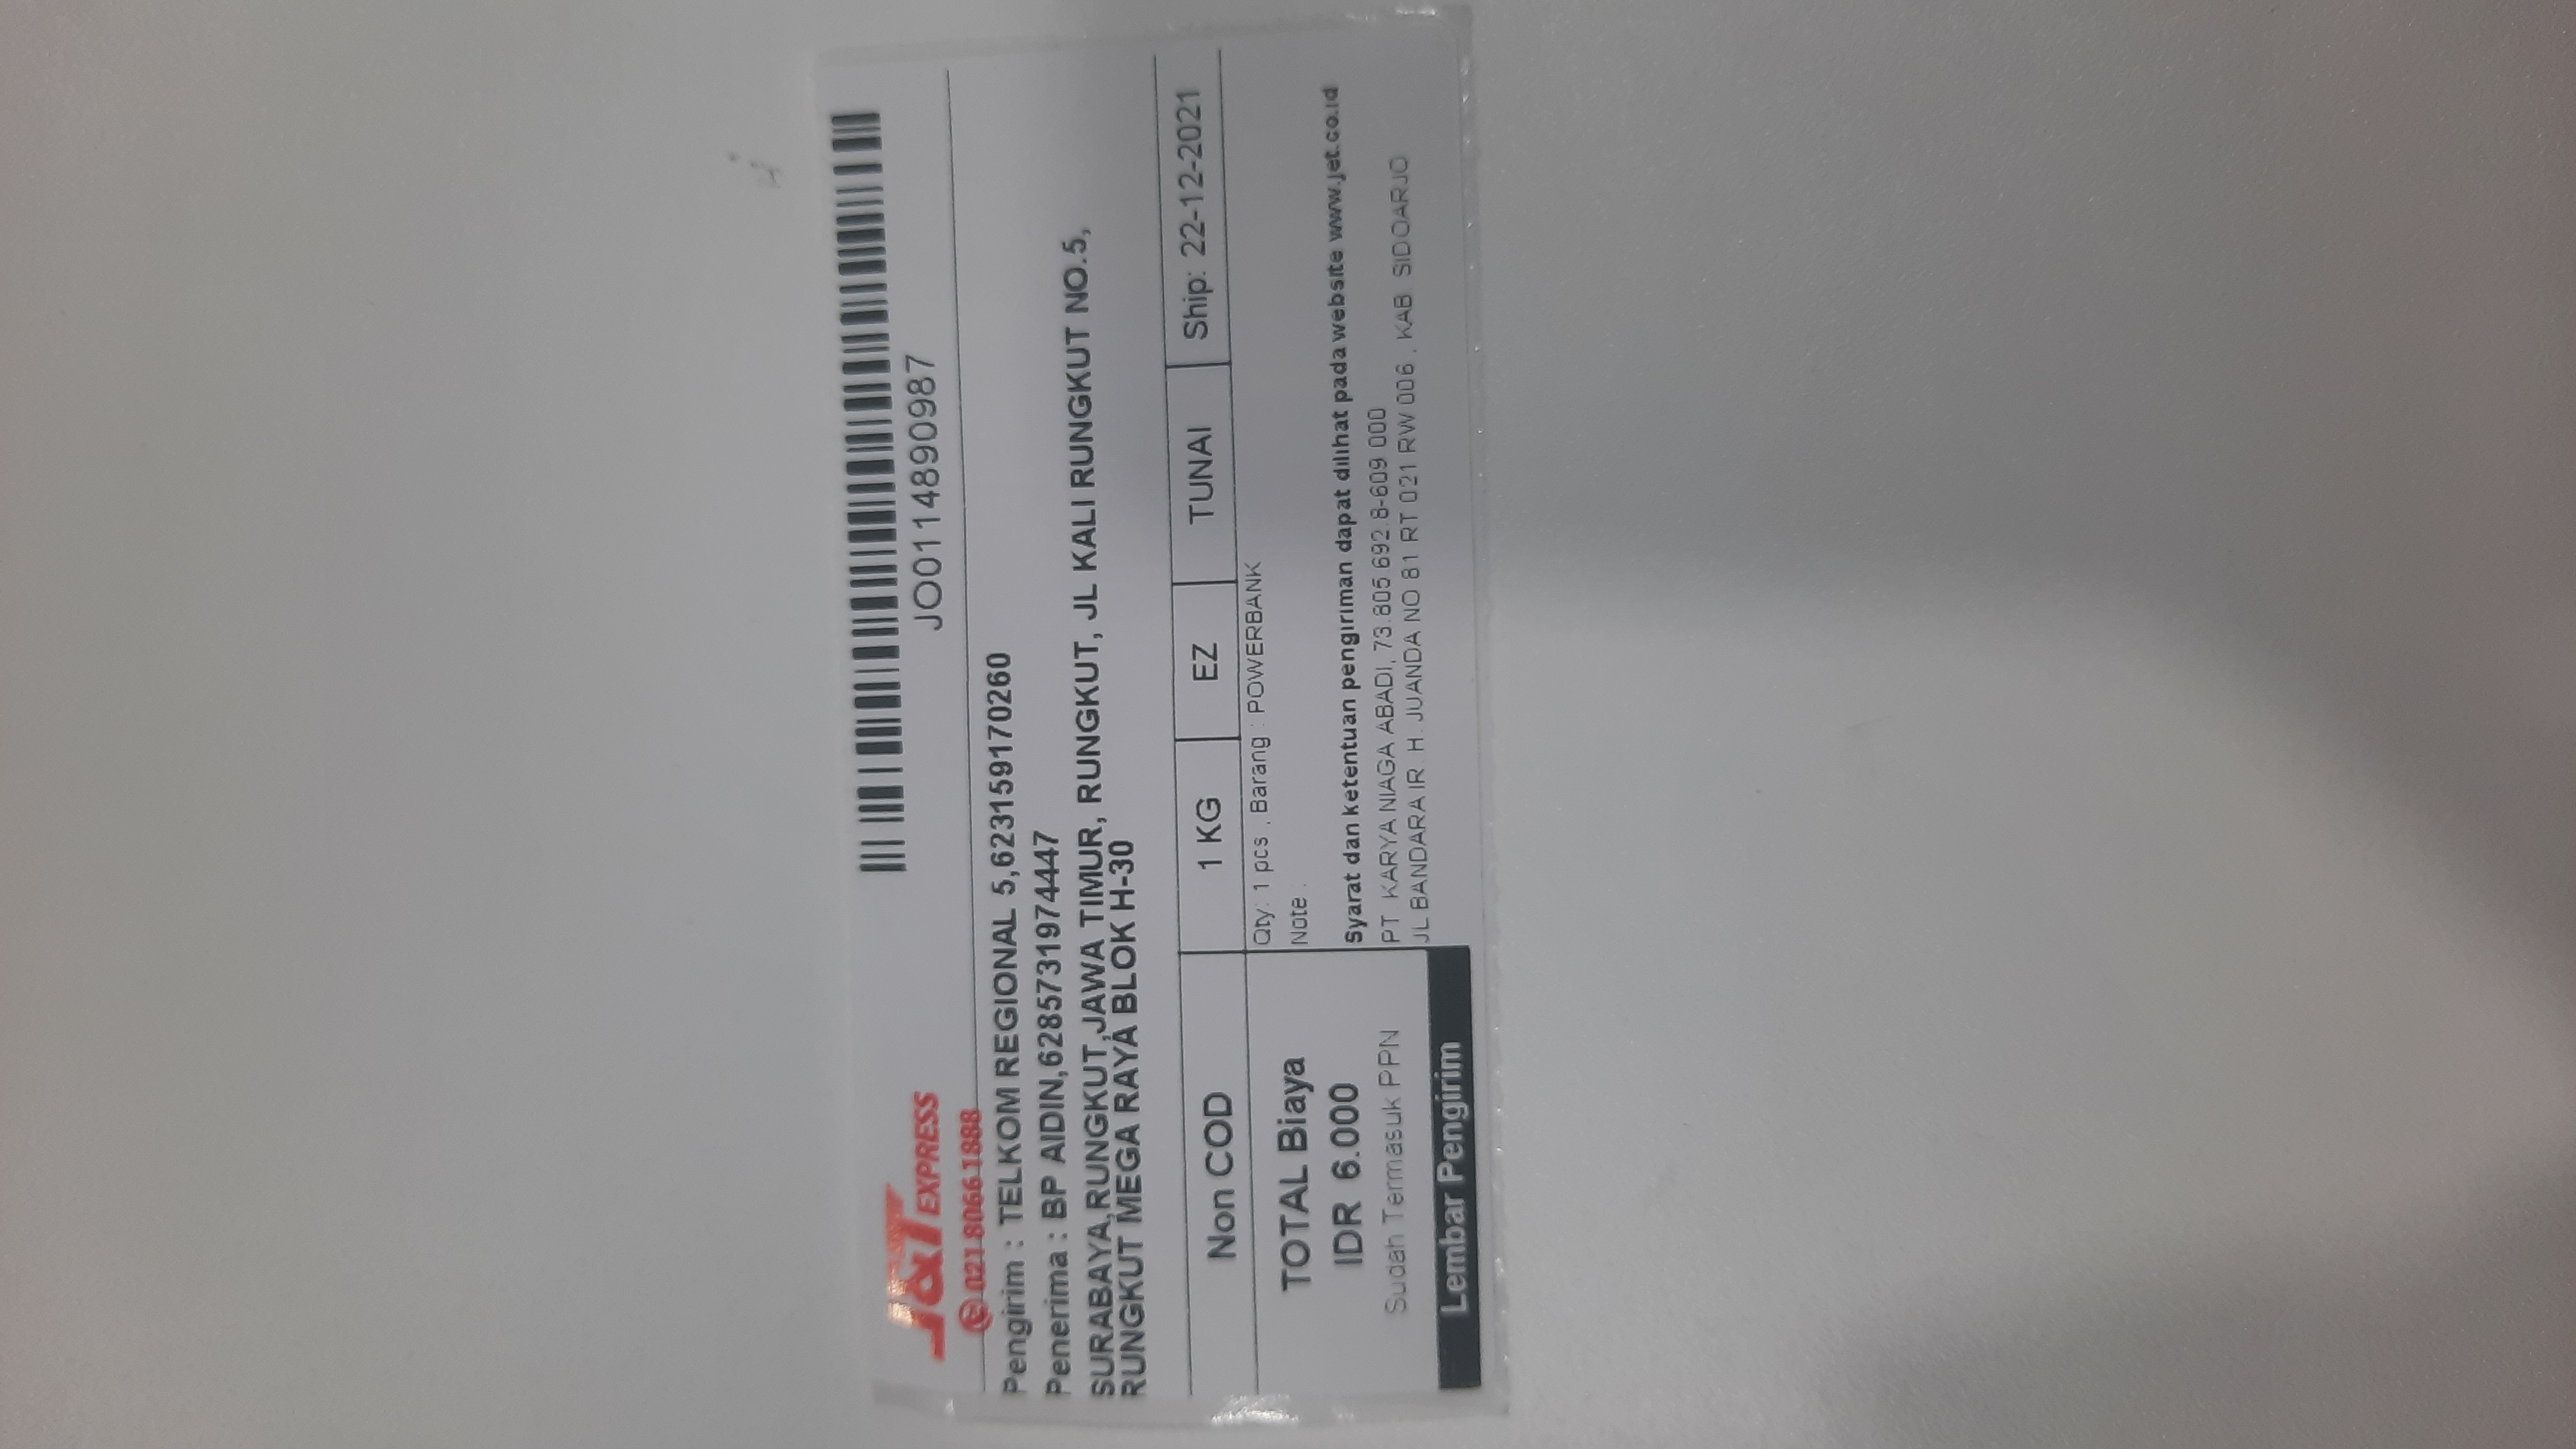 J&T EXPRESS
JO0114890987
021 8066 1888
Pengirim : TELKOM REGIONAL 5,623159170260
Penerima : BP AIDIN,6285731974447
SURABAYA,RUNGKUT,JAWA TIMUR, RUNGKUT, JL KALI RUNGKUT NO.5,
RUNGKUT MEGA RAYA BLOK H-30
Non COD 1 KG EZ TUNAI Ship: 22-12-2021
TOTAL Biaya
IDR 6.000
Sudah Termasuk PPN
Lembar Pengirim
Qty: 1 pcs , Barang : POWERBANK
Note :
Syarat dan ketentuan pengiriman dapat dilihat pada website www.jet.co.id
PT. KARYA NIAGA ABADI, 73.805.692.8-609.000
JL BANDARA IR. H. JUANDA NO 81 RT 021 RW 006 , KAB. SIDOARJO